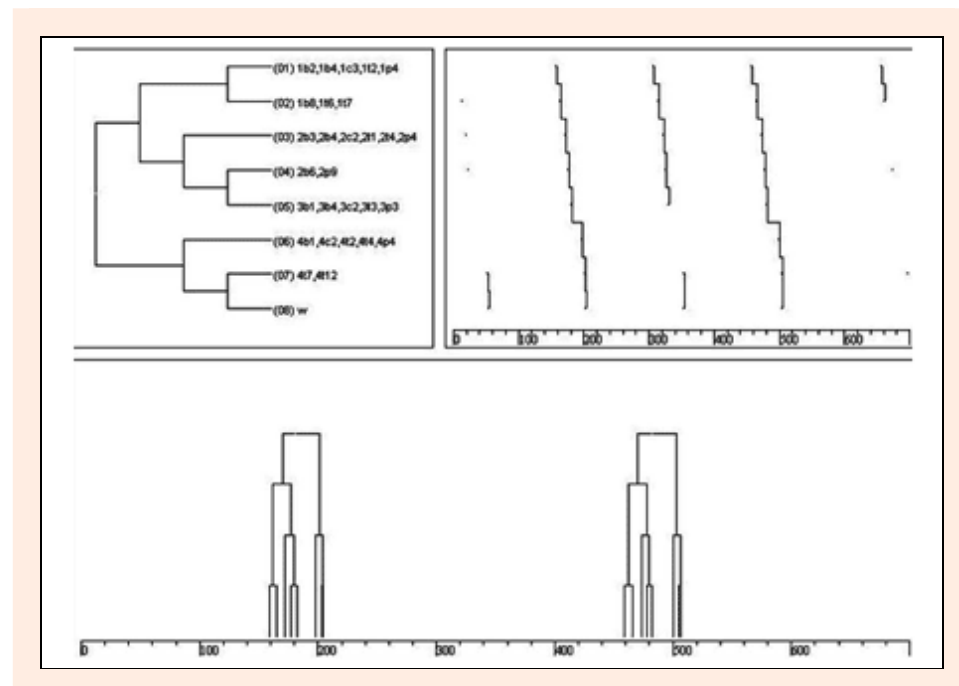 (01) 1b2,1b4,1c3,1t2,1p4
(02) 1b8,1t6,1t7
(03) 2b3,2b4,2c2,2t1,2t4,2p4
(04) 2b6,2p9
(05) 3b1,3b4,3c2,3t3,3p3
(06) 4b1,4c2,4t2,4t4,4p4
(07) 4t7,4t12
(08) w
0 100 200 300 400 500 600
0 100 200 300 400 500 600